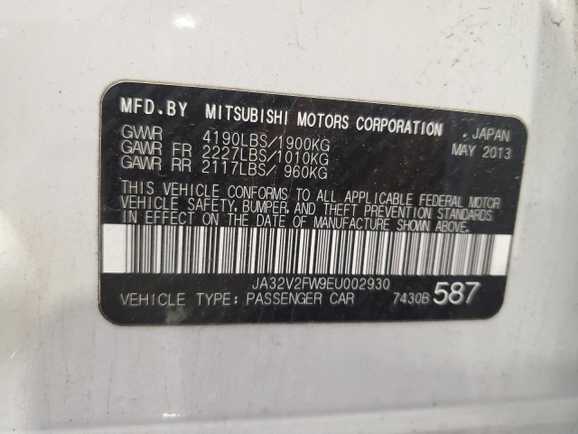 MFD.BY MITSUBISHI MOTORS CORPORATION, JAPAN
GVWR 4190LBS/1900KG MAY 2013
GAWR FR 2227LBS/1010KG
GAWR RR 2117LBS/ 960KG
THIS VEHICLE CONFORMS TO ALL APPLICABLE FEDERAL MOTOR
VEHICLE SAFETY, BUMPER, AND THEFT PREVENTION STANDARDS
IN EFFECT ON THE DATE OF MANUFACTURE SHOWN ABOVE.
JA32V2FW9EU002930
VEHICLE TYPE: PASSENGER CAR 7430B 587